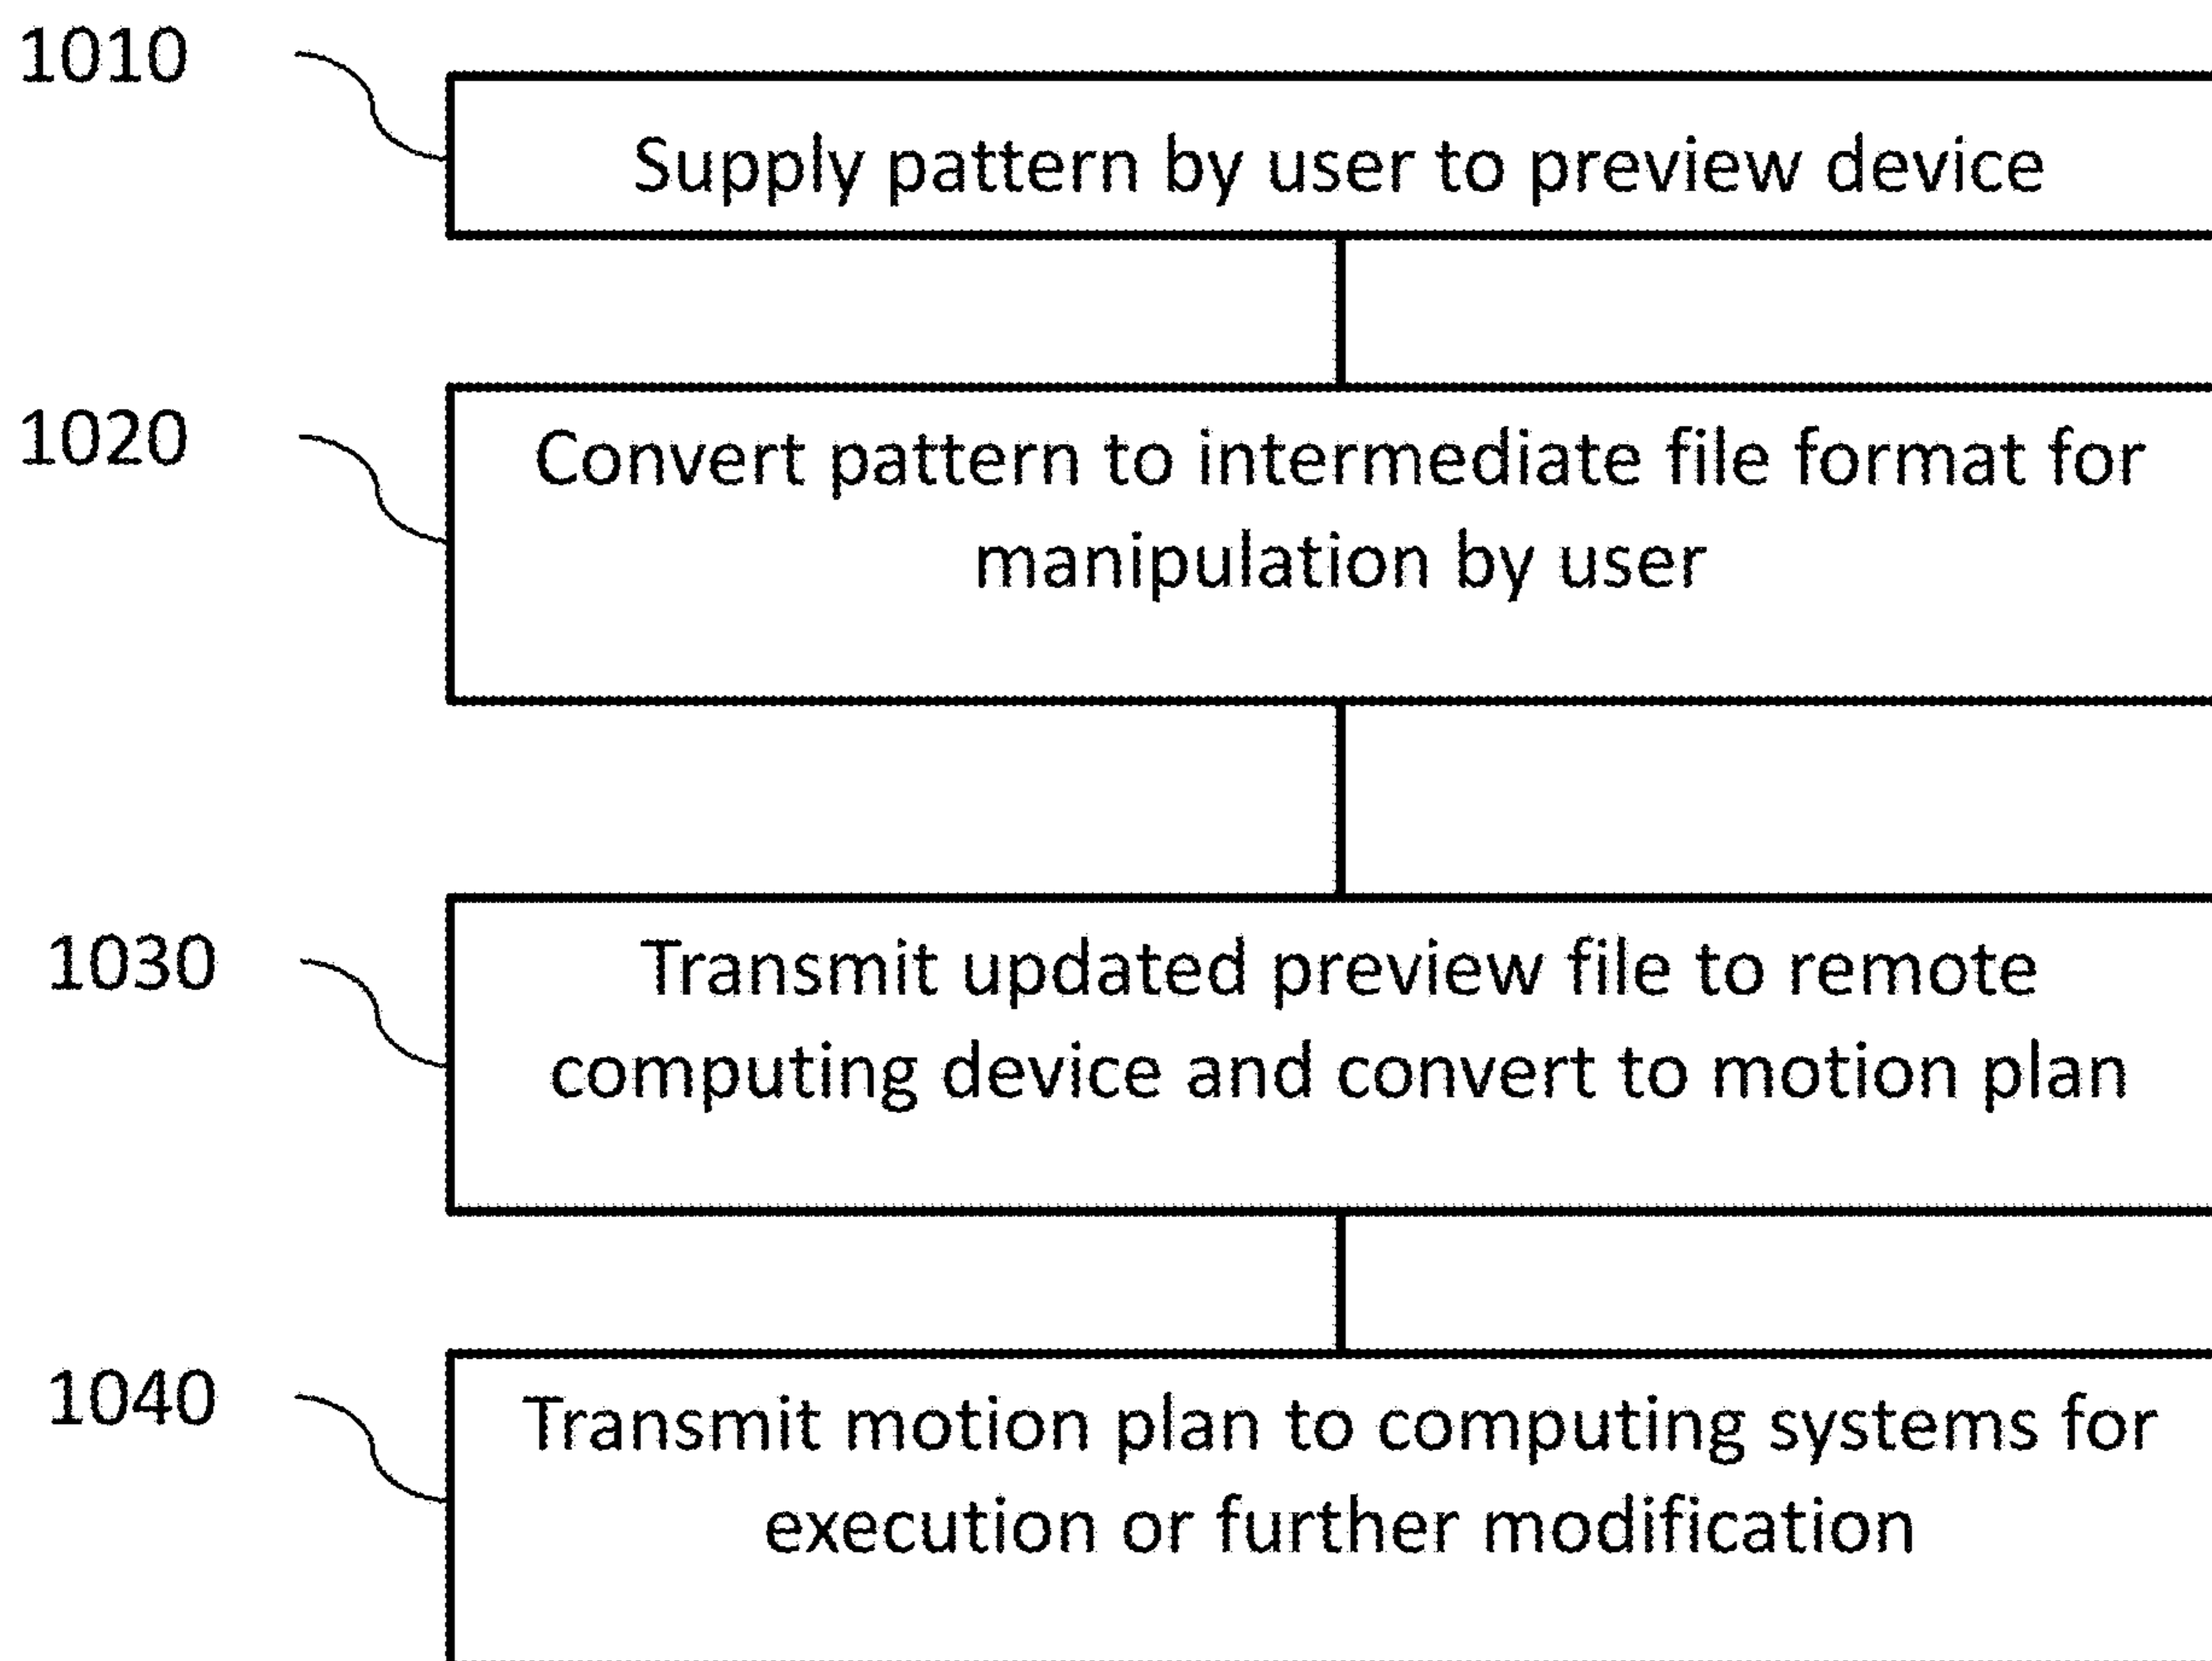 1010
Supply pattern by user to preview device
1020
Convert pattern to intermediate file format for
manipulation by user
1030
Transmit updated preview file to remote
computing device and convert to motion plan
1040
Transmit motion plan to computing systems for
execution or further modification